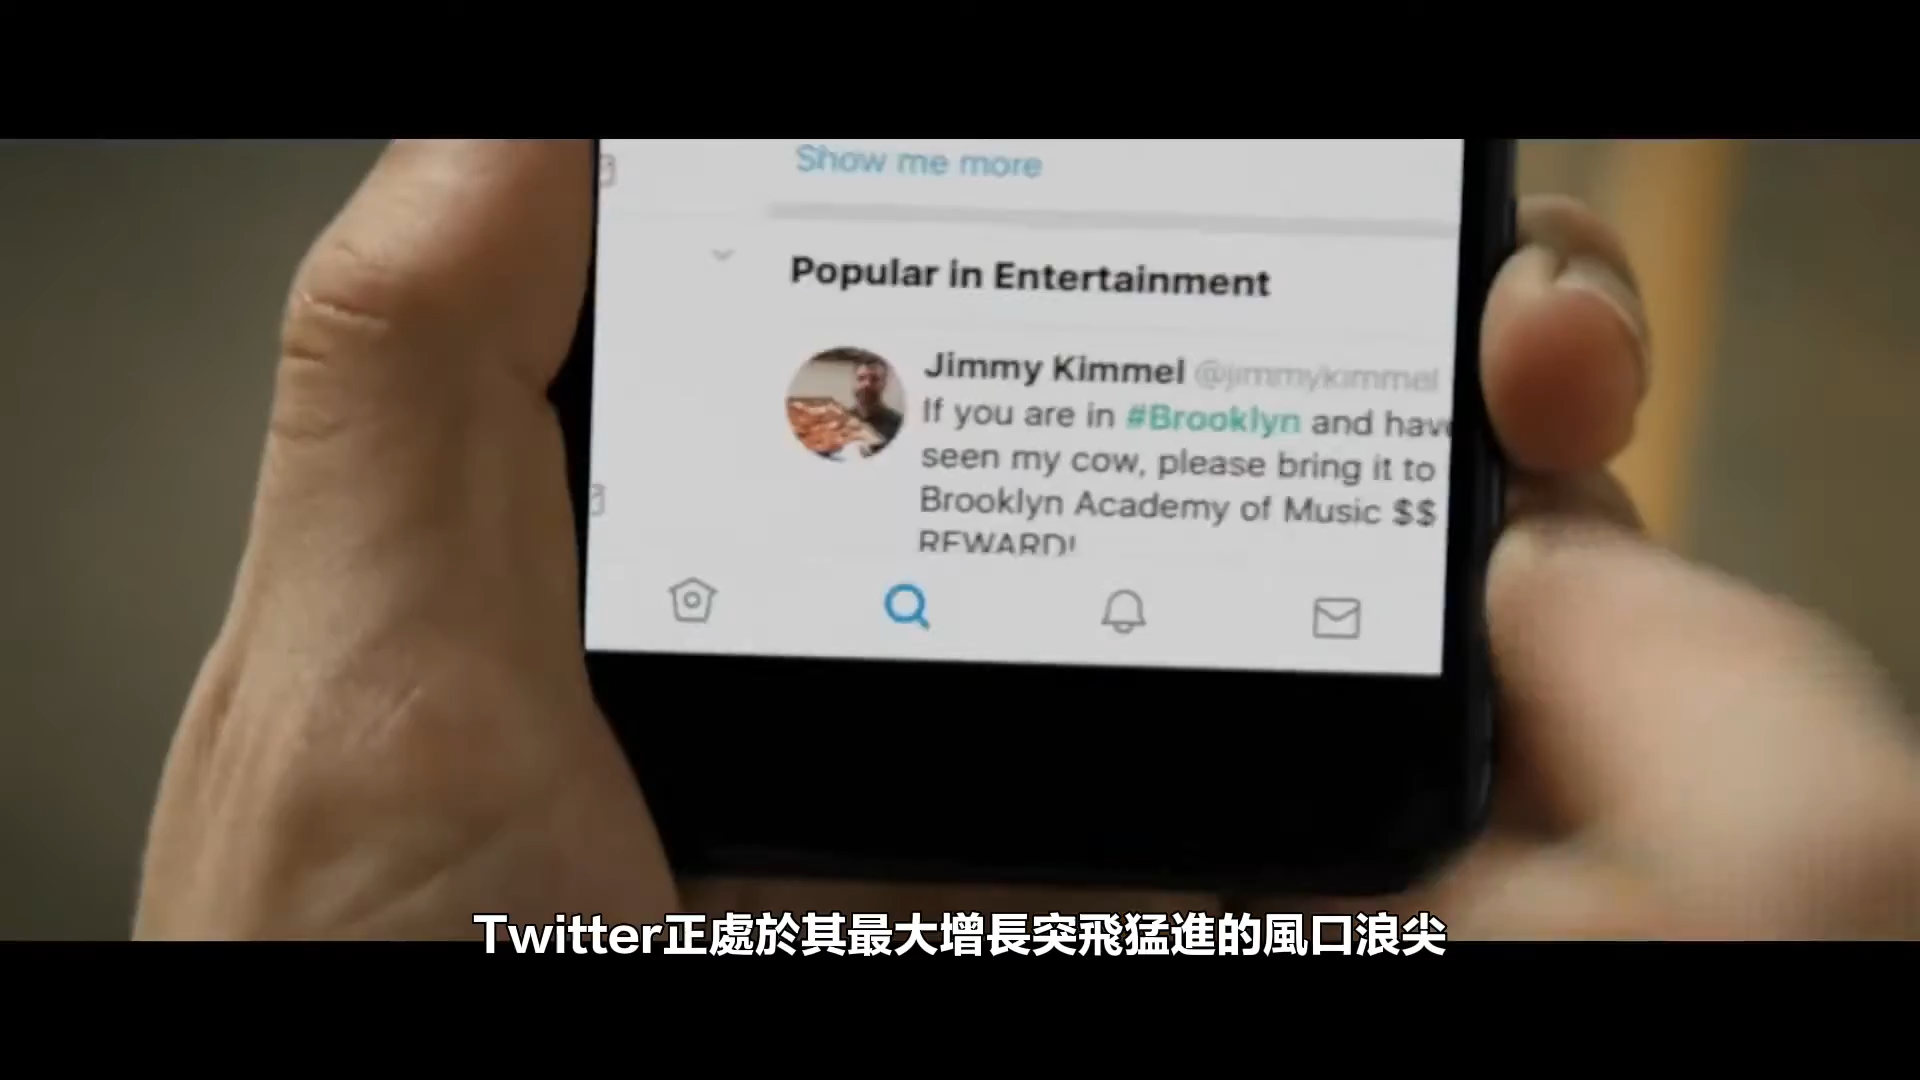 Show me more
Popular in Entertainment
Jimmy Kimmel @jimmykimmel
If you are in #Brooklyn and have
seen my cow, please bring it to
Brooklyn Academy of Music $$
REWARD!
Twitter正處於其最大增長突飛猛進的風口浪尖